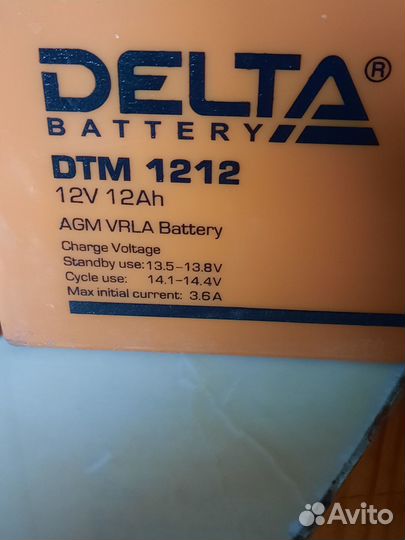 DELTA®
BATTERY
DTM 1212
12V 12Ah
AGM VRLA Battery
Charge Voltage
Standby use: 13.5-13.8V
Cycle use: 14.1-14.4V
Max initial current: 3.6A
Avito